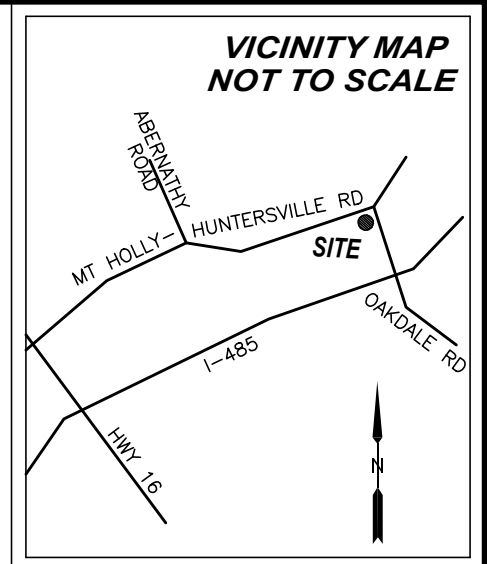 VICINITY MAP
NOT TO SCALE
ABERNATHY
ROAD
MT HOLLY-
HUNTERSVILLE RD
SITE
OAKDALE RD
I-485
HWY 16
N